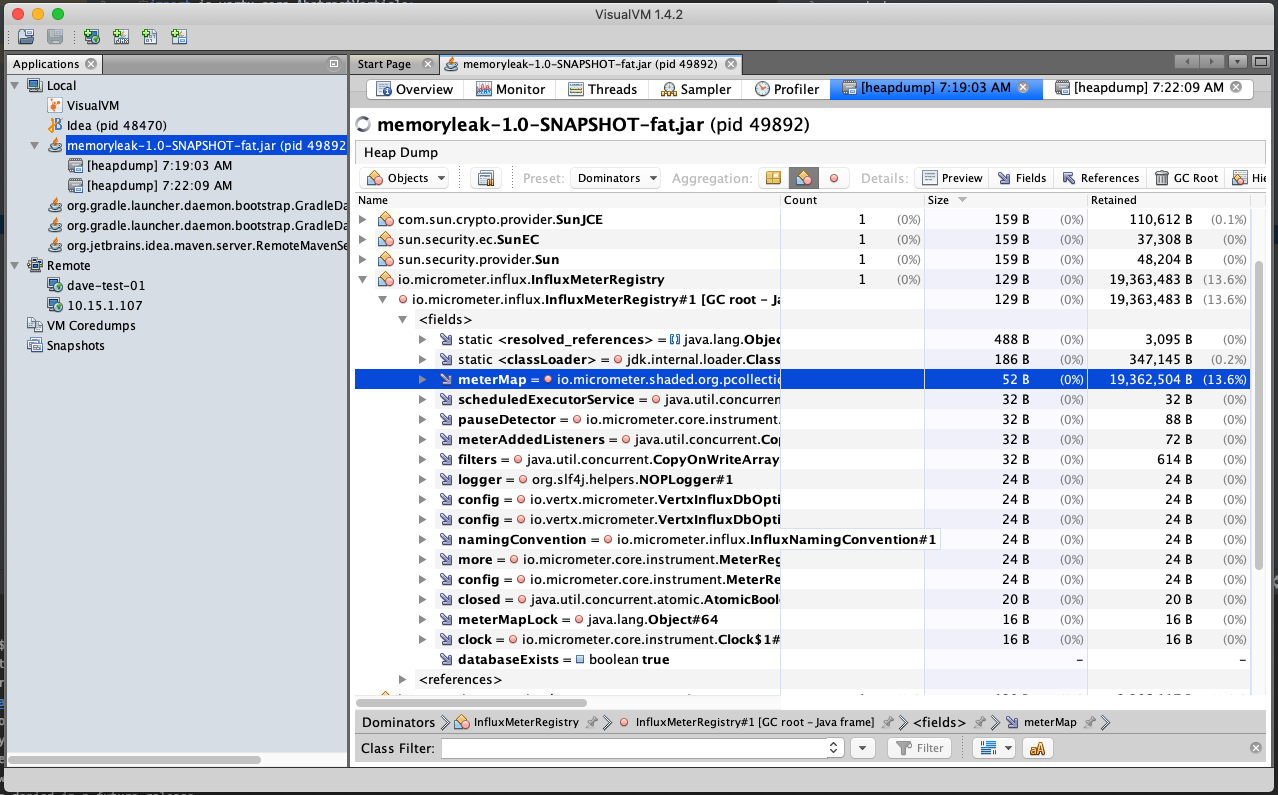 VisualVM 1.4.2
Applications
Local
VisualVM
Idea (pid 48470)
memoryleak-1.0-SNAPSHOT-fat.jar (pid 49892
[heapdump] 7:19:03 AM
[heapdump] 7:22:09 AM
org.gradle.launcher.daemon.bootstrap.GradleDa
org.gradle.launcher.daemon.bootstrap.GradleDa
org.jetbrains.idea.maven.server.RemoteMavenSe
Remote
dave-test-01
10.15.1.107
VM Coredumps
Snapshots
Start Page memoryleak-1.0-SNAPSHOT-fat.jar (pid 49892)
Overview Monitor Threads Sampler Profiler [heapdump] 7:19:03 AM [heapdump] 7:22:09 AM
memoryleak-1.0-SNAPSHOT-fat.jar (pid 49892)
Heap Dump
Objects Preset: Dominators Aggregation: Details: Preview Fields References GC Root Hie
Name Count Size Retained
com.sun.crypto.provider.SunJCE 1 (0%) 159 B (0%) 110,612 B (0.1%)
sun.security.ec.SunEC 1 (0%) 159 B (0%) 37,308 B (0%)
sun.security.provider.Sun 1 (0%) 159 B (0%) 48,204 B (0%)
io.micrometer.influx.InfluxMeterRegistry 1 (0%) 129 B (0%) 19,363,483 B (13.6%)
io.micrometer.influx.InfluxMeterRegistry#1 [GC root - Ja 129 B (0%) 19,363,483 B (13.6%)
<fields>
static <resolved_references> = [] java.lang.Objec 488 B (0%) 3,095 B (0%)
static <classLoader> = jdk.internal.loader.Class 186 B (0%) 347,145 B (0.2%)
meterMap = io.micrometer.shaded.org.pcollectio 52 B (0%) 19,362,504 B (13.6%)
scheduledExecutorService = java.util.concurren 32 B (0%) 32 B (0%)
pauseDetector = io.micrometer.core.instrument. 32 B (0%) 88 B (0%)
meterAddedListeners = java.util.concurrent.Co 32 B (0%) 72 B (0%)
filters = java.util.concurrent.CopyOnWriteArray 32 B (0%) 614 B (0%)
logger = org.slf4j.helpers.NOPLogger#1 24 B (0%) 24 B (0%)
config = io.vertx.micrometer.VertxInfluxDbOpti 24 B (0%) 24 B (0%)
config = io.vertx.micrometer.VertxInfluxDbOpti 24 B (0%) 24 B (0%)
namingConvention = io.micrometer.influx.InfluxNamingConvention#1 24 B (0%) 24 B (0%)
more = io.micrometer.core.instrument.MeterReg 24 B (0%) 24 B (0%)
config = io.micrometer.core.instrument.MeterRe 24 B (0%) 24 B (0%)
closed = java.util.concurrent.atomic.AtomicBool 20 B (0%) 20 B (0%)
meterMapLock = java.lang.Object#64 16 B (0%) 16 B (0%)
clock = io.micrometer.core.instrument.Clock$1# 16 B (0%) 16 B (0%)
databaseExists = boolean true – –
<references>
Dominators InfluxMeterRegistry InfluxMeterRegistry#1 [GC root - Java frame] <fields> meterMap
Class Filter: Filter aA